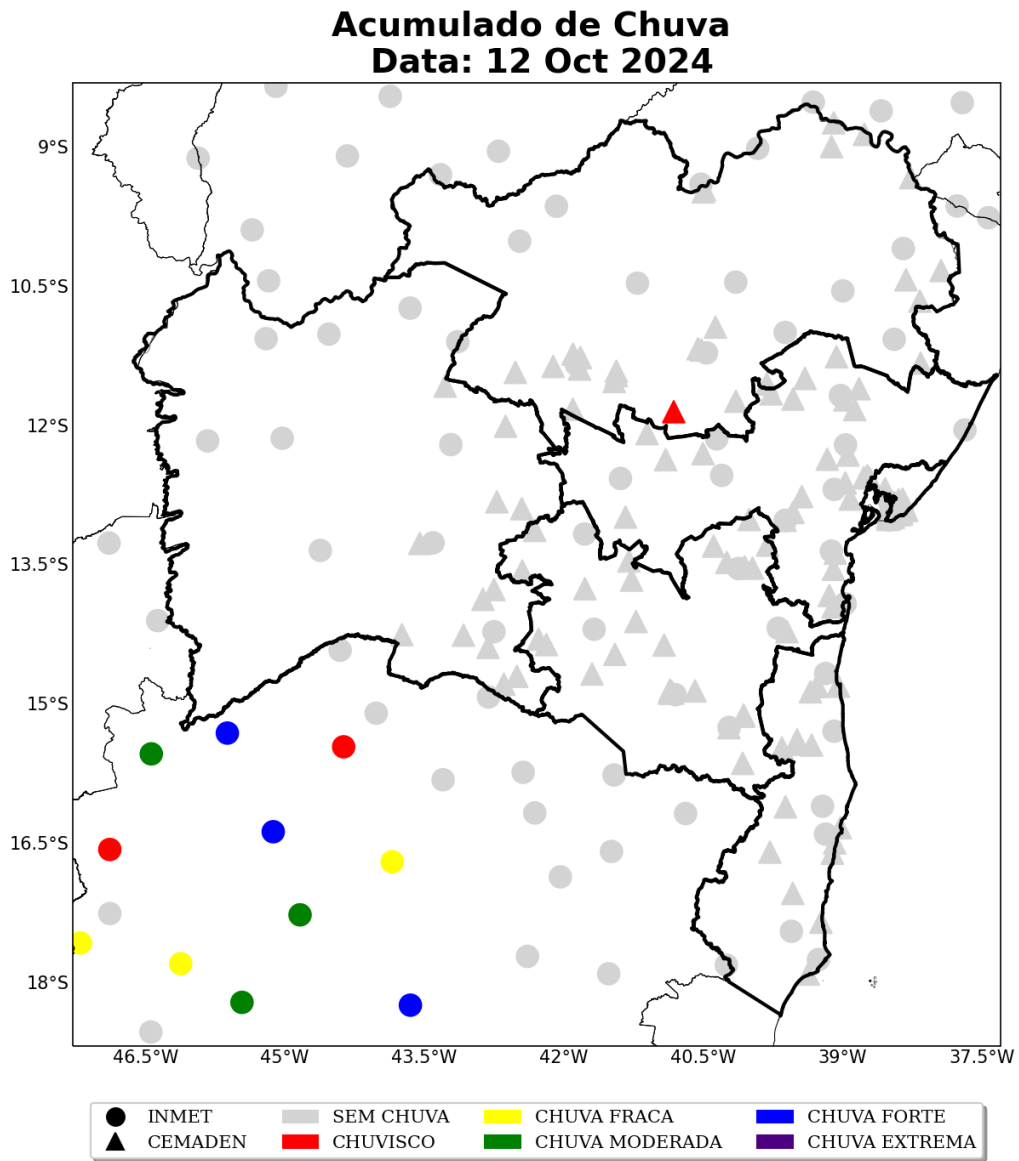 Acumulado de Chuva
Data: 12 Oct 2024
9°S
10.5°S
12°S
13.5°S
15°S
16.5°S
18°S
46.5°W 45°W 43.5°W 42°W 40.5°W 39°W 37.5°W
INMET SEM CHUVA CHUVA FRACA CHUVA FORTE
CEMADEN CHUVISCO CHUVA MODERADA CHUVA EXTREMA